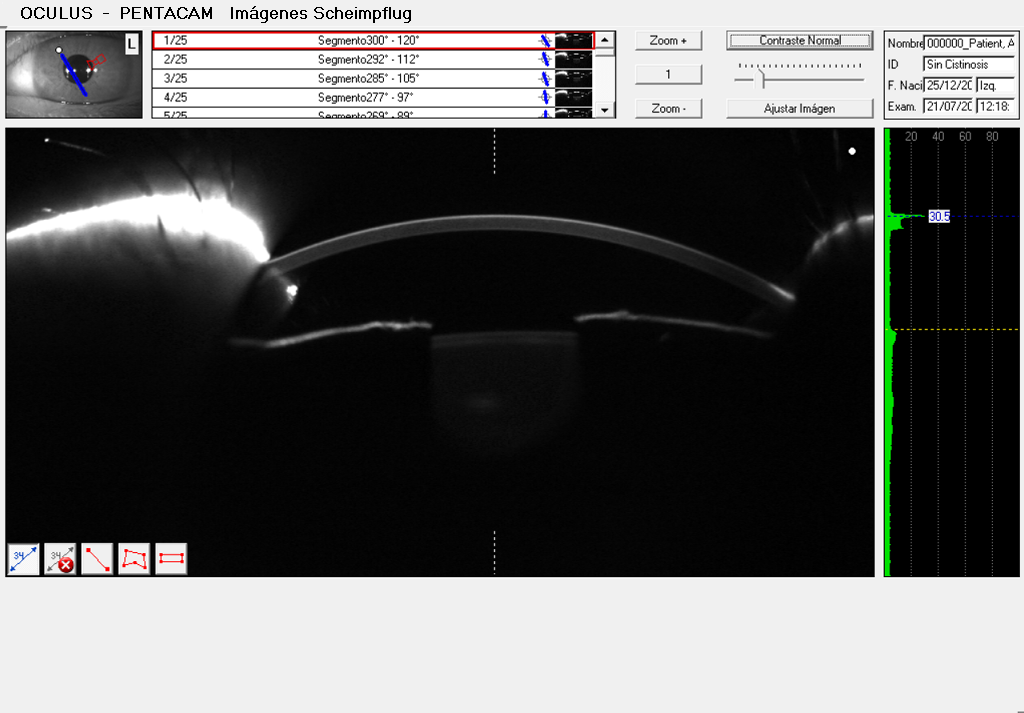 OCULUS - PENTACAM Imágenes Scheimpflug
L
1/25 Segmento300° - 120°
2/25 Segmento292° - 112°
3/25 Segmento285° - 105°
4/25 Segmento277° - 97°
5/25 Segmento269° - 89°
Zoom +
1
Zoom -
Contraste Normal
Ajustar Imágen
Nombre 000000_Patient, A
ID Sin Cistinosis
F. Naci 25/12/20 Izq.
Exam. 21/07/20 12:18:
20 40 60 80
30.5
34 34